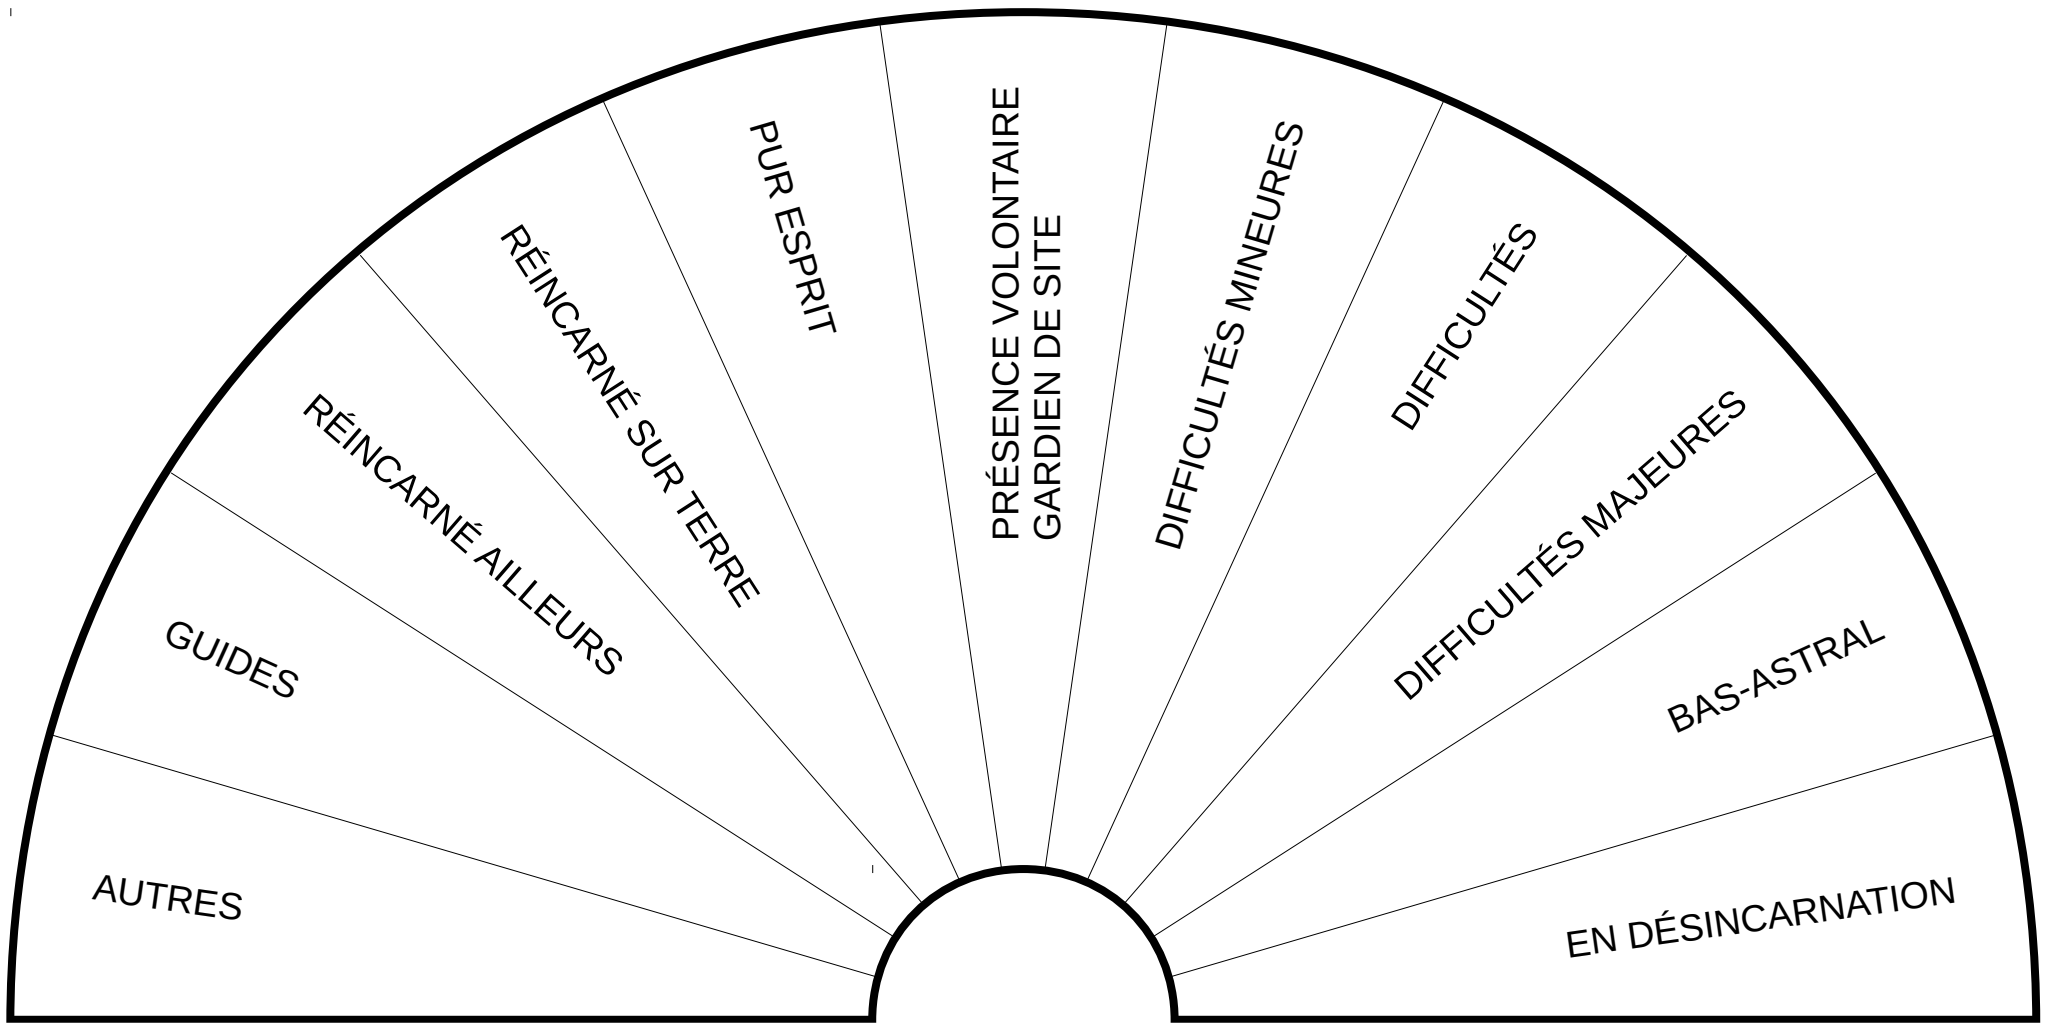 AUTRES
GUIDES
RÉINCARNÉ AILLEURS
RÉINCARNÉ SUR TERRE
PUR ESPRIT
PRÉSENCE VOLONTAIRE
GARDIEN DE SITE
DIFFICULTÉS MINEURES
DIFFICULTÉS
DIFFICULTÉS MAJEURES
BAS-ASTRAL
EN DÉSINCARNATION